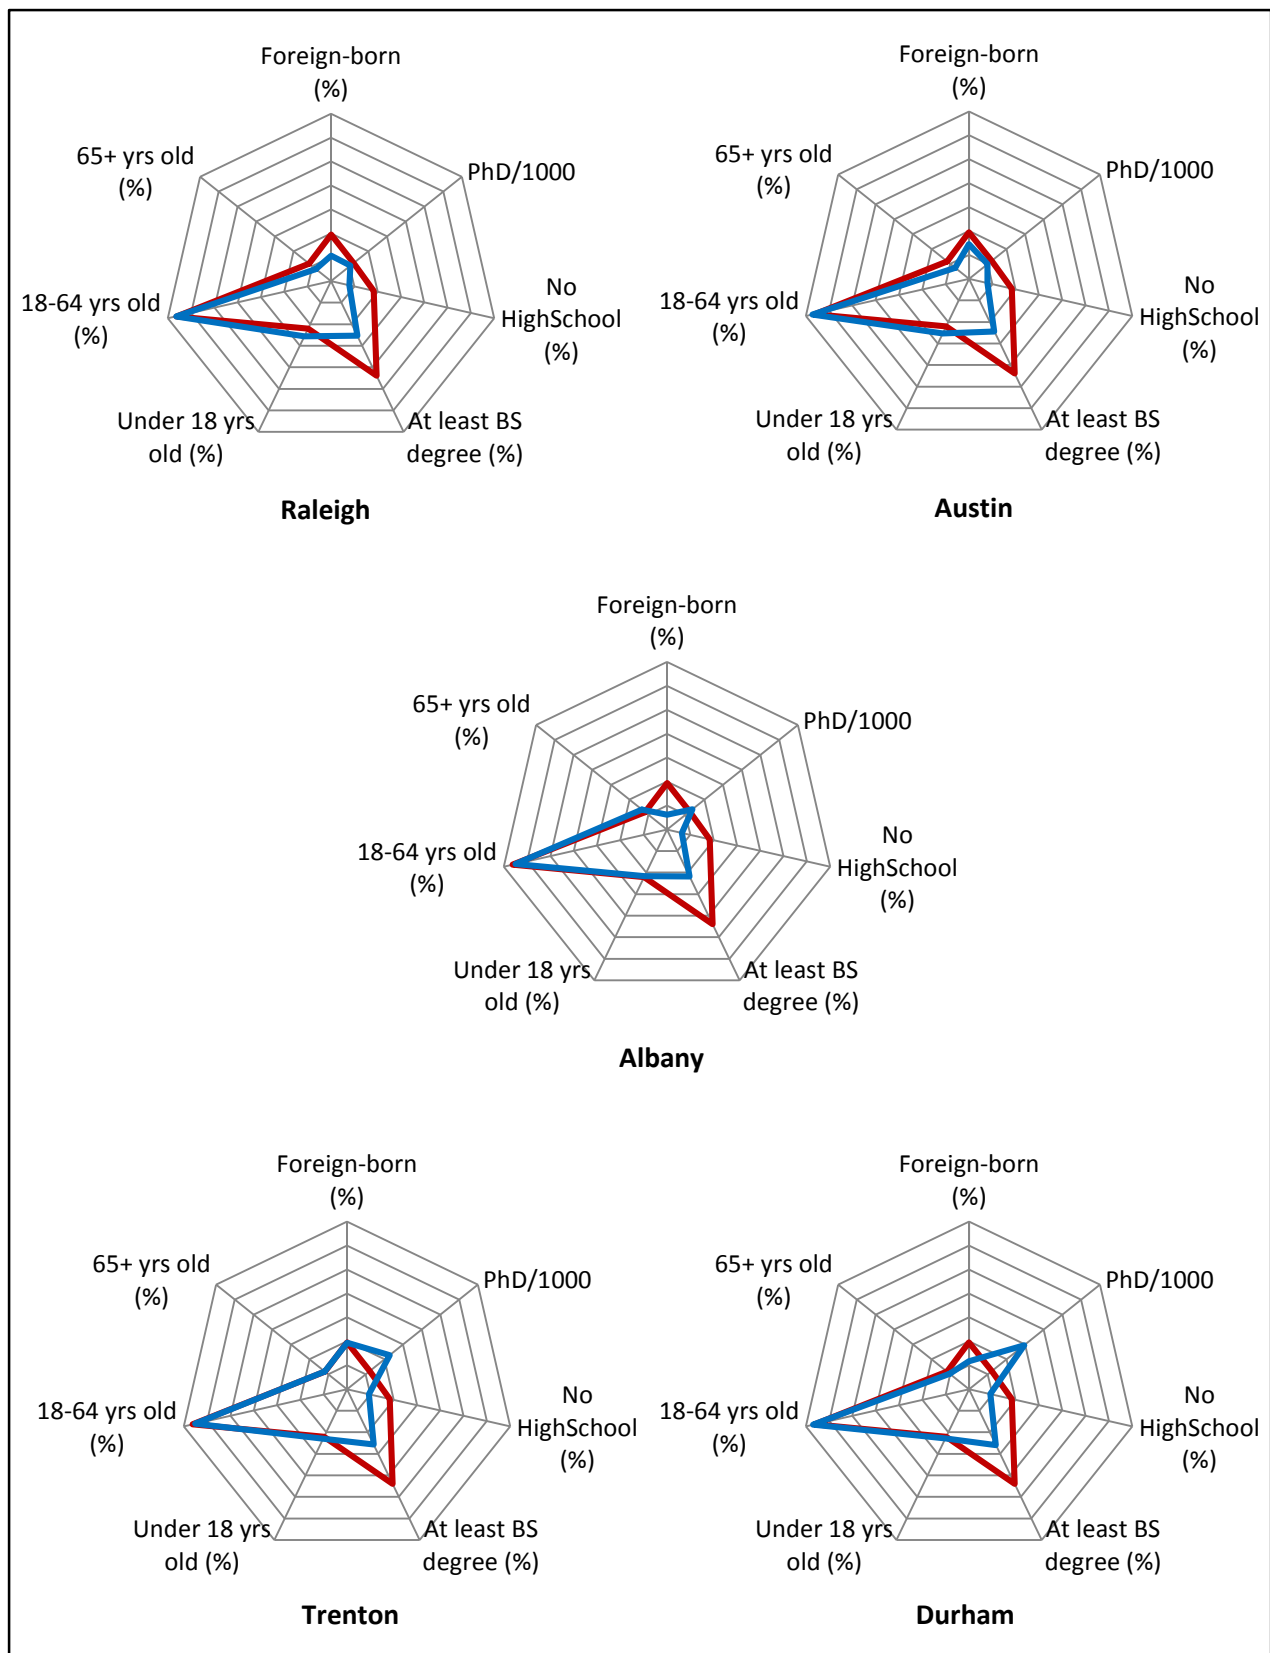 Foreign-born
(%)
65+ yrs old
(%)
PhD/1000
18-64 yrs old
(%)
No
HighSchool
(%)
Under 18 yrs
old (%)
At least BS
degree (%)
Raleigh
Foreign-born
(%)
65+ yrs old
(%)
PhD/1000
18-64 yrs old
(%)
No
HighSchool
(%)
Under 18 yrs
old (%)
At least BS
degree (%)
Austin
Foreign-born
(%)
65+ yrs old
(%)
PhD/1000
18-64 yrs old
(%)
No
HighSchool
(%)
Under 18 yrs
old (%)
At least BS
degree (%)
Albany
Foreign-born
(%)
65+ yrs old
(%)
PhD/1000
18-64 yrs old
(%)
No
HighSchool
(%)
Under 18 yrs
old (%)
At least BS
degree (%)
Trenton
Foreign-born
(%)
65+ yrs old
(%)
PhD/1000
18-64 yrs old
(%)
No
HighSchool
(%)
Under 18 yrs
old (%)
At least BS
degree (%)
Durham